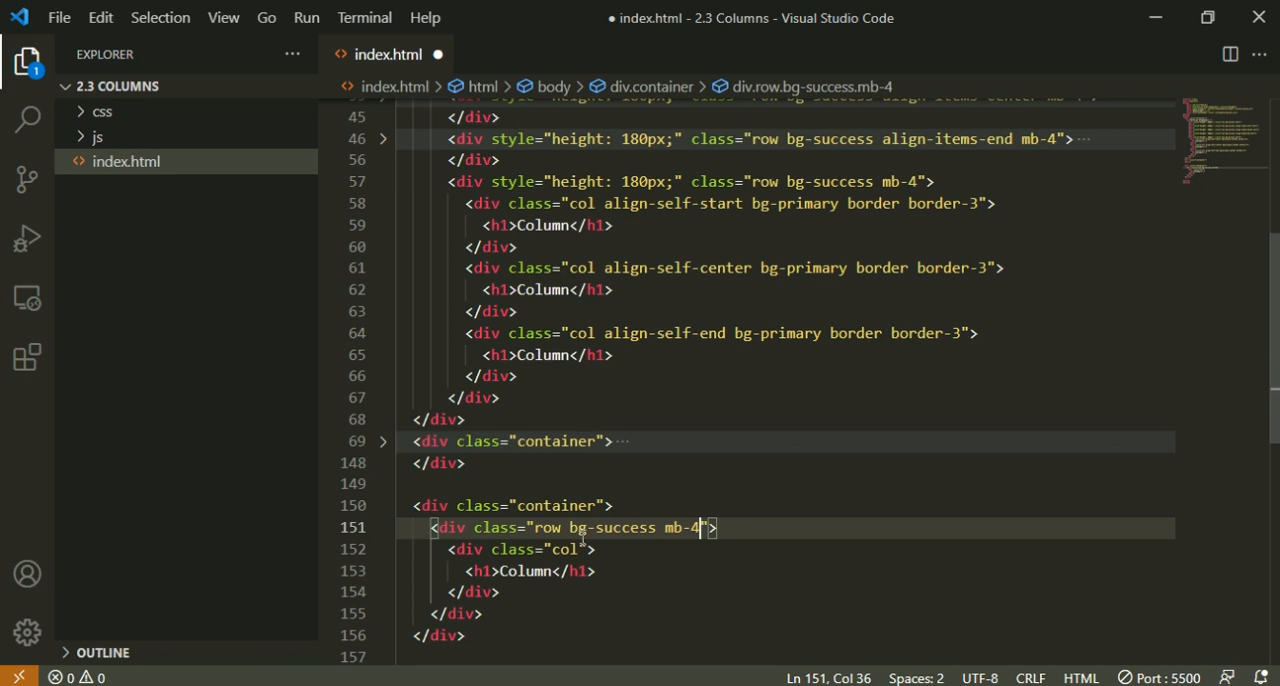 File Edit Selection View Go Run Terminal Help ● index.html - 2.3 Columns - Visual Studio Code
EXPLORER ··· <> index.html ●
1
2.3 COLUMNS <> index.html > html > body > div.container > div.row.bg-success.mb-4
css
js
<> index.html
45 </div>
46 <div style="height: 180px;" class="row bg-success align-items-end mb-4">···
56 </div>
57 <div style="height: 180px;" class="row bg-success mb-4">
58 <div class="col align-self-start bg-primary border border-3">
59 <h1>Column</h1>
60 </div>
61 <div class="col align-self-center bg-primary border border-3">
62 <h1>Column</h1>
63 </div>
64 <div class="col align-self-end bg-primary border border-3">
65 <h1>Column</h1>
66 </div>
67 </div>
68 </div>
69 <div class="container">···
148 </div>
149
150 <div class="container">
151 <div class="row bg-success mb-4">
152 <div class="col">
153 <h1>Column</h1>
154 </div>
155 </div>
156 </div>
157
OUTLINE
0 0 Ln 151, Col 36 Spaces: 2 UTF-8 CRLF HTML Port : 5500